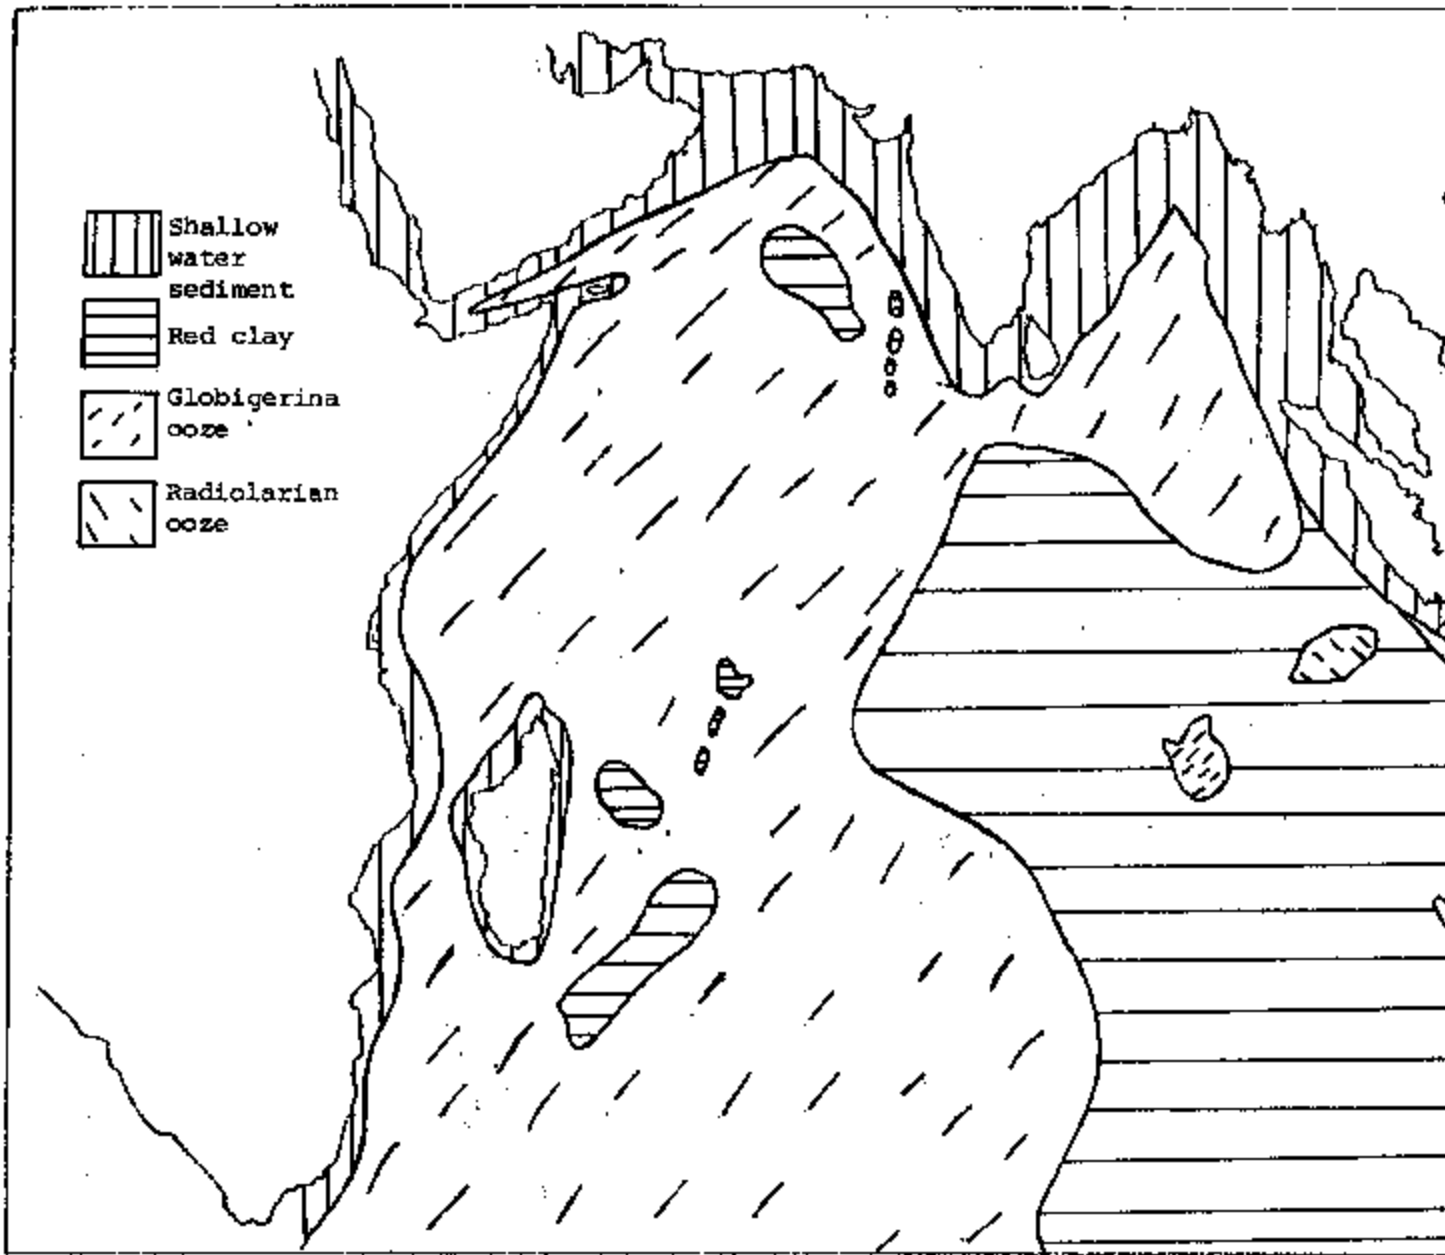 Shallow
water
sediment
Red clay
Globigerina
ooze
Radiolarian
ooze